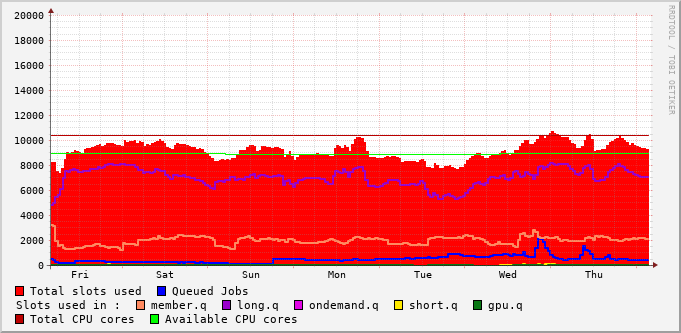 20000
18000
16000
14000
12000
10000
8000
6000
4000
2000
0
Fri Sat Sun Mon Tue Wed Thu
RRDTOOL / TOBI OETIKER
Total slots used Queued Jobs
Slots used in : member.q long.q ondemand.q short.q gpu.q
Total CPU cores Available CPU cores